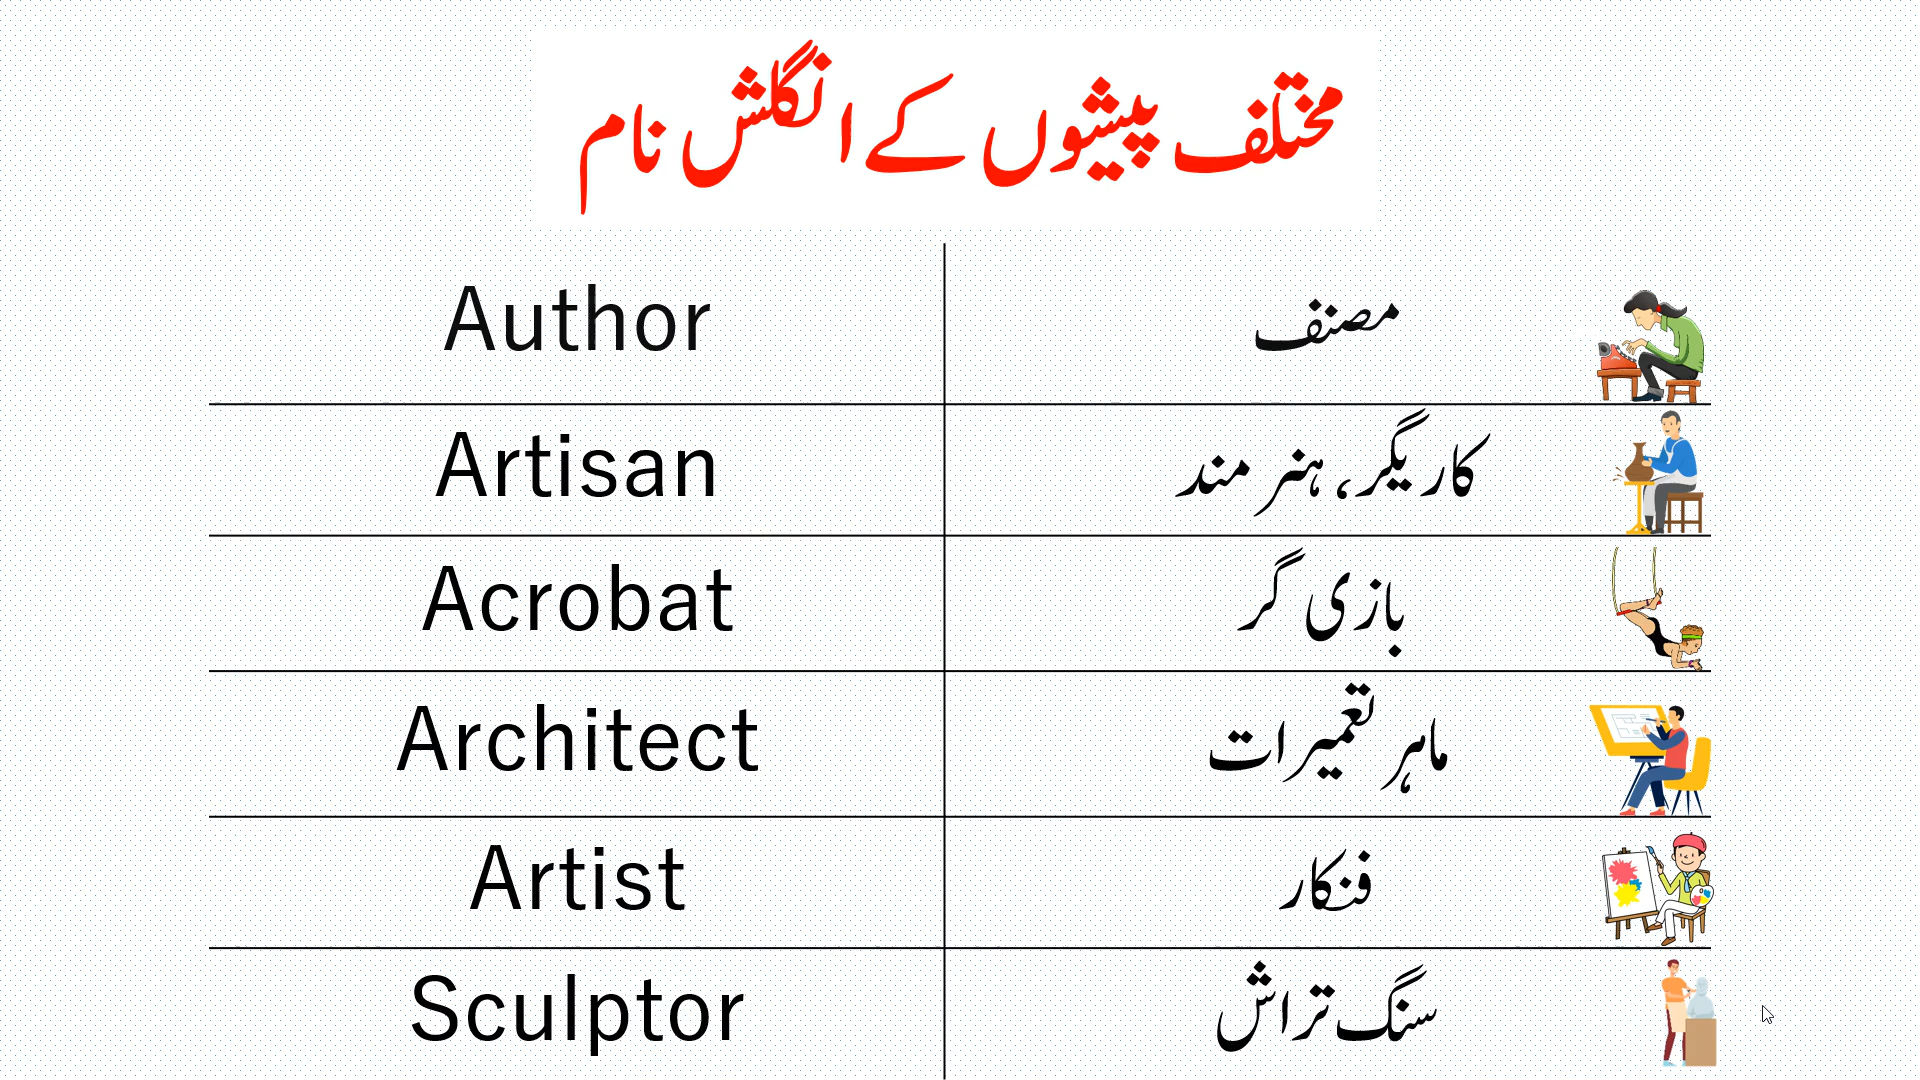 مختلف پیشوں کے انگلش نام
Author مصنف
Artisan کاریگر، ہنر مند
Acrobat بازی گر
Architect ماہر تعمیرات
Artist فنکار
Sculptor سنگ تراش